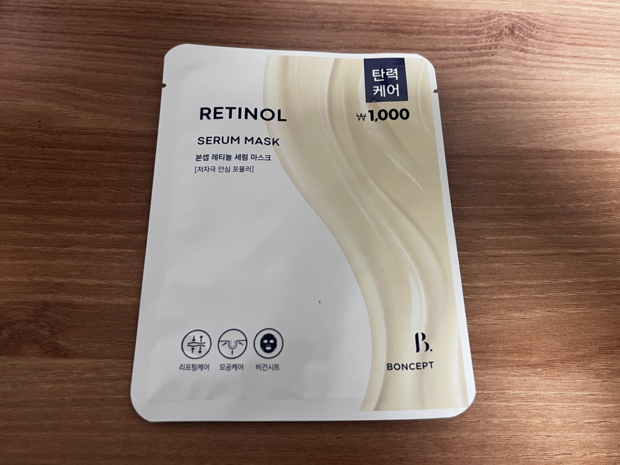 탄력
케어
RETINOL
₩1,000
SERUM MASK
본셉 레티놀 세럼 마스크
[저자극 안심 포뮬러]
리프팅케어 모공케어 비건시트
B.
BONCEPT